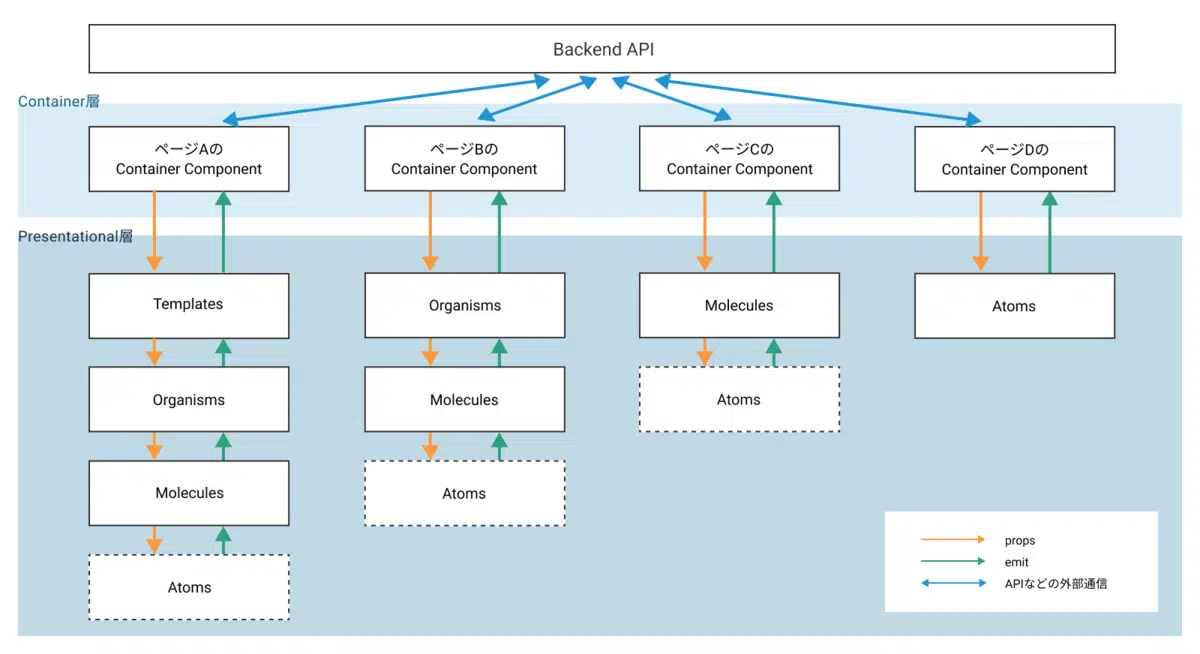 Backend API
Container層
ページAの
Container Component
ページBの
Container Component
ページCの
Container Component
ページDの
Container Component
Presentational層
Templates
Organisms
Molecules
Atoms
Organisms
Molecules
Atoms
Molecules
Atoms
Atoms
props
emit
APIなどの外部通信